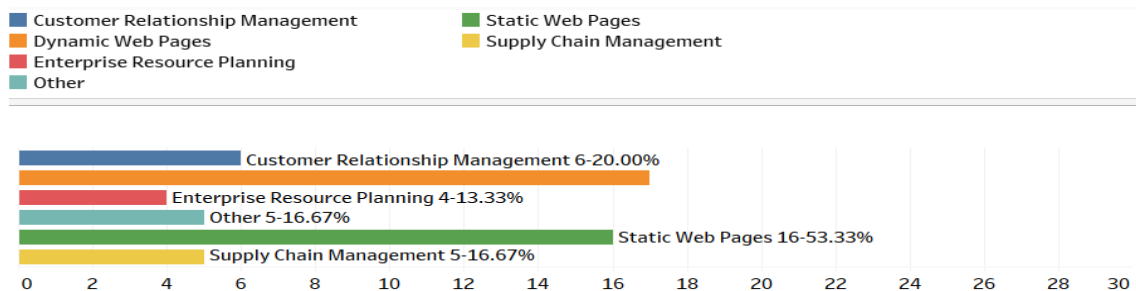 Customer Relationship Management
Static Web Pages
Dynamic Web Pages
Supply Chain Management
Enterprise Resource Planning
Other
Customer Relationship Management 6-20.00%
Enterprise Resource Planning 4-13.33%
Other 5-16.67%
Static Web Pages 16-53.33%
Supply Chain Management 5-16.67%
0 2 4 6 8 10 12 14 16 18 20 22 24 26 28 30